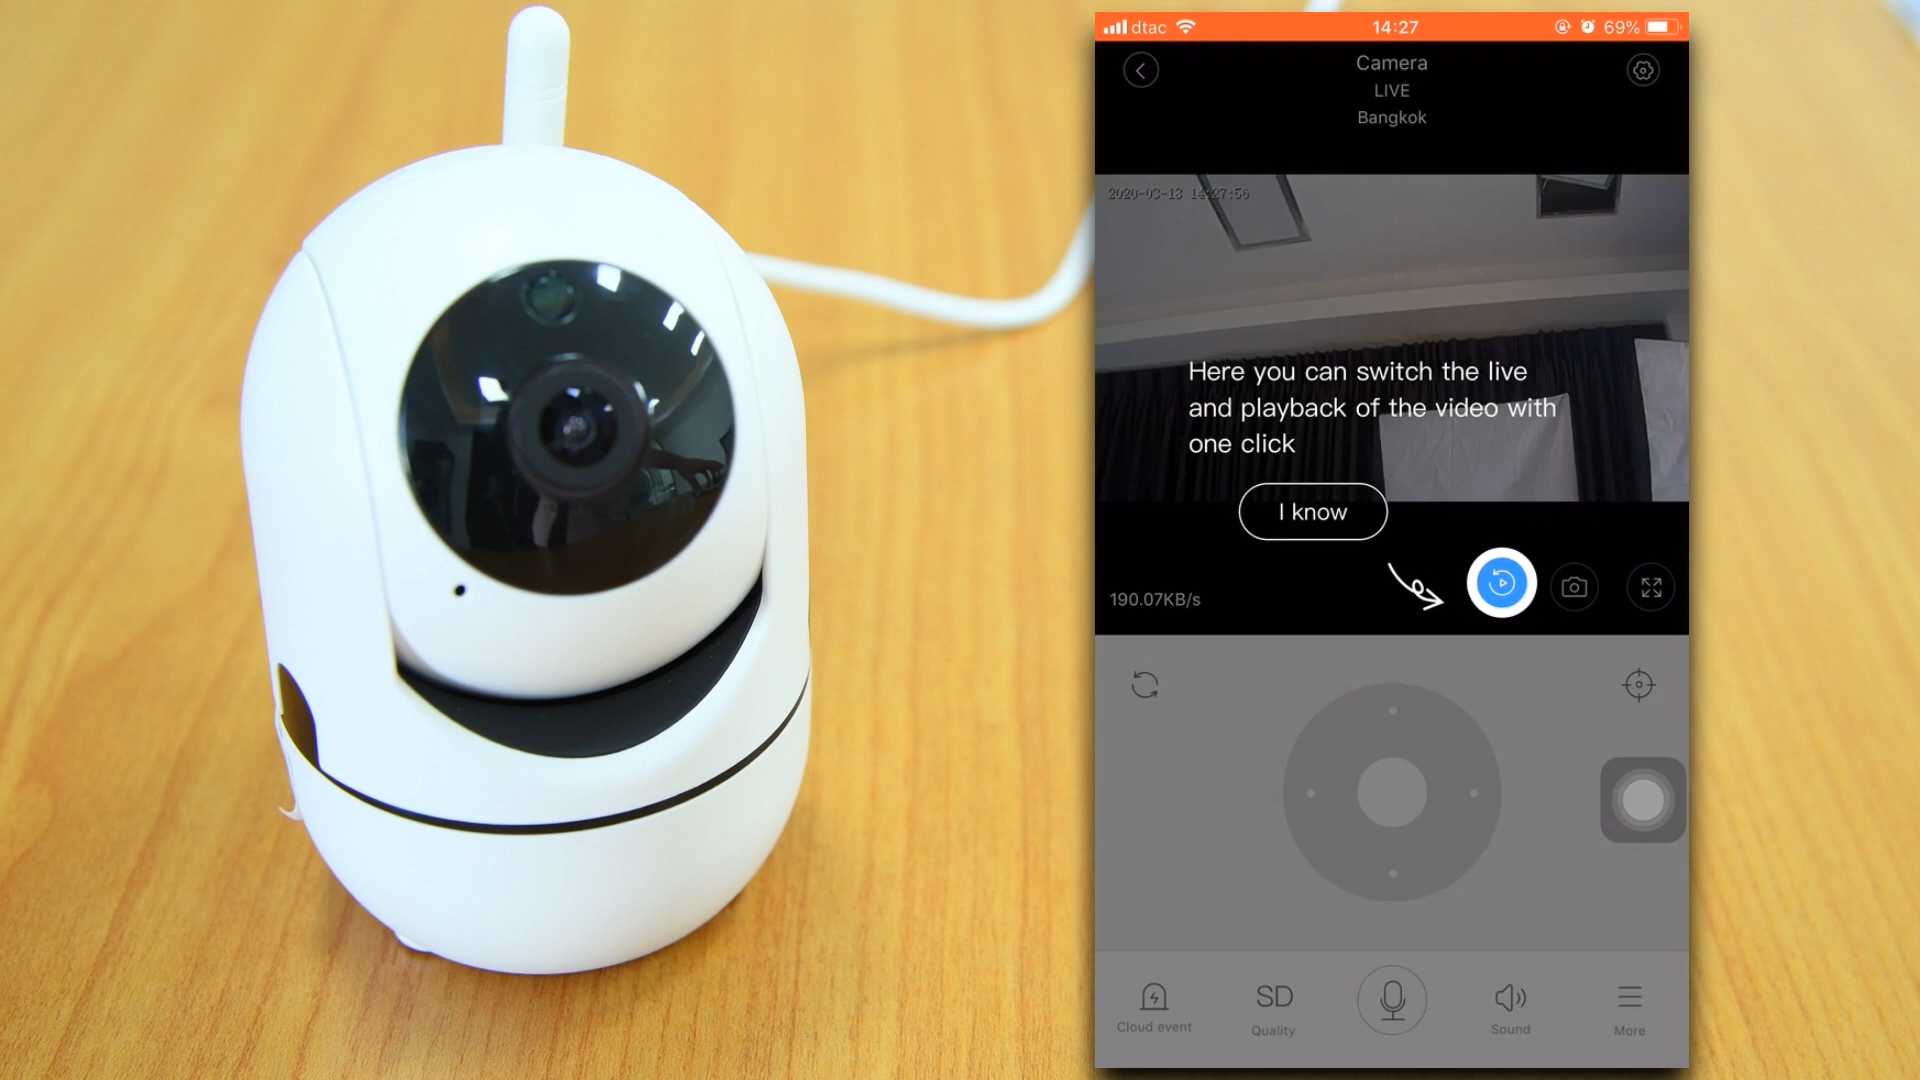 dtac
14:27
69%
Camera
LIVE
Bangkok
2020-03-13 14:27:56
Here you can switch the live
and playback of the video with
one click
I know
190.07KB/s
Cloud event
SD
Quality
Sound
More